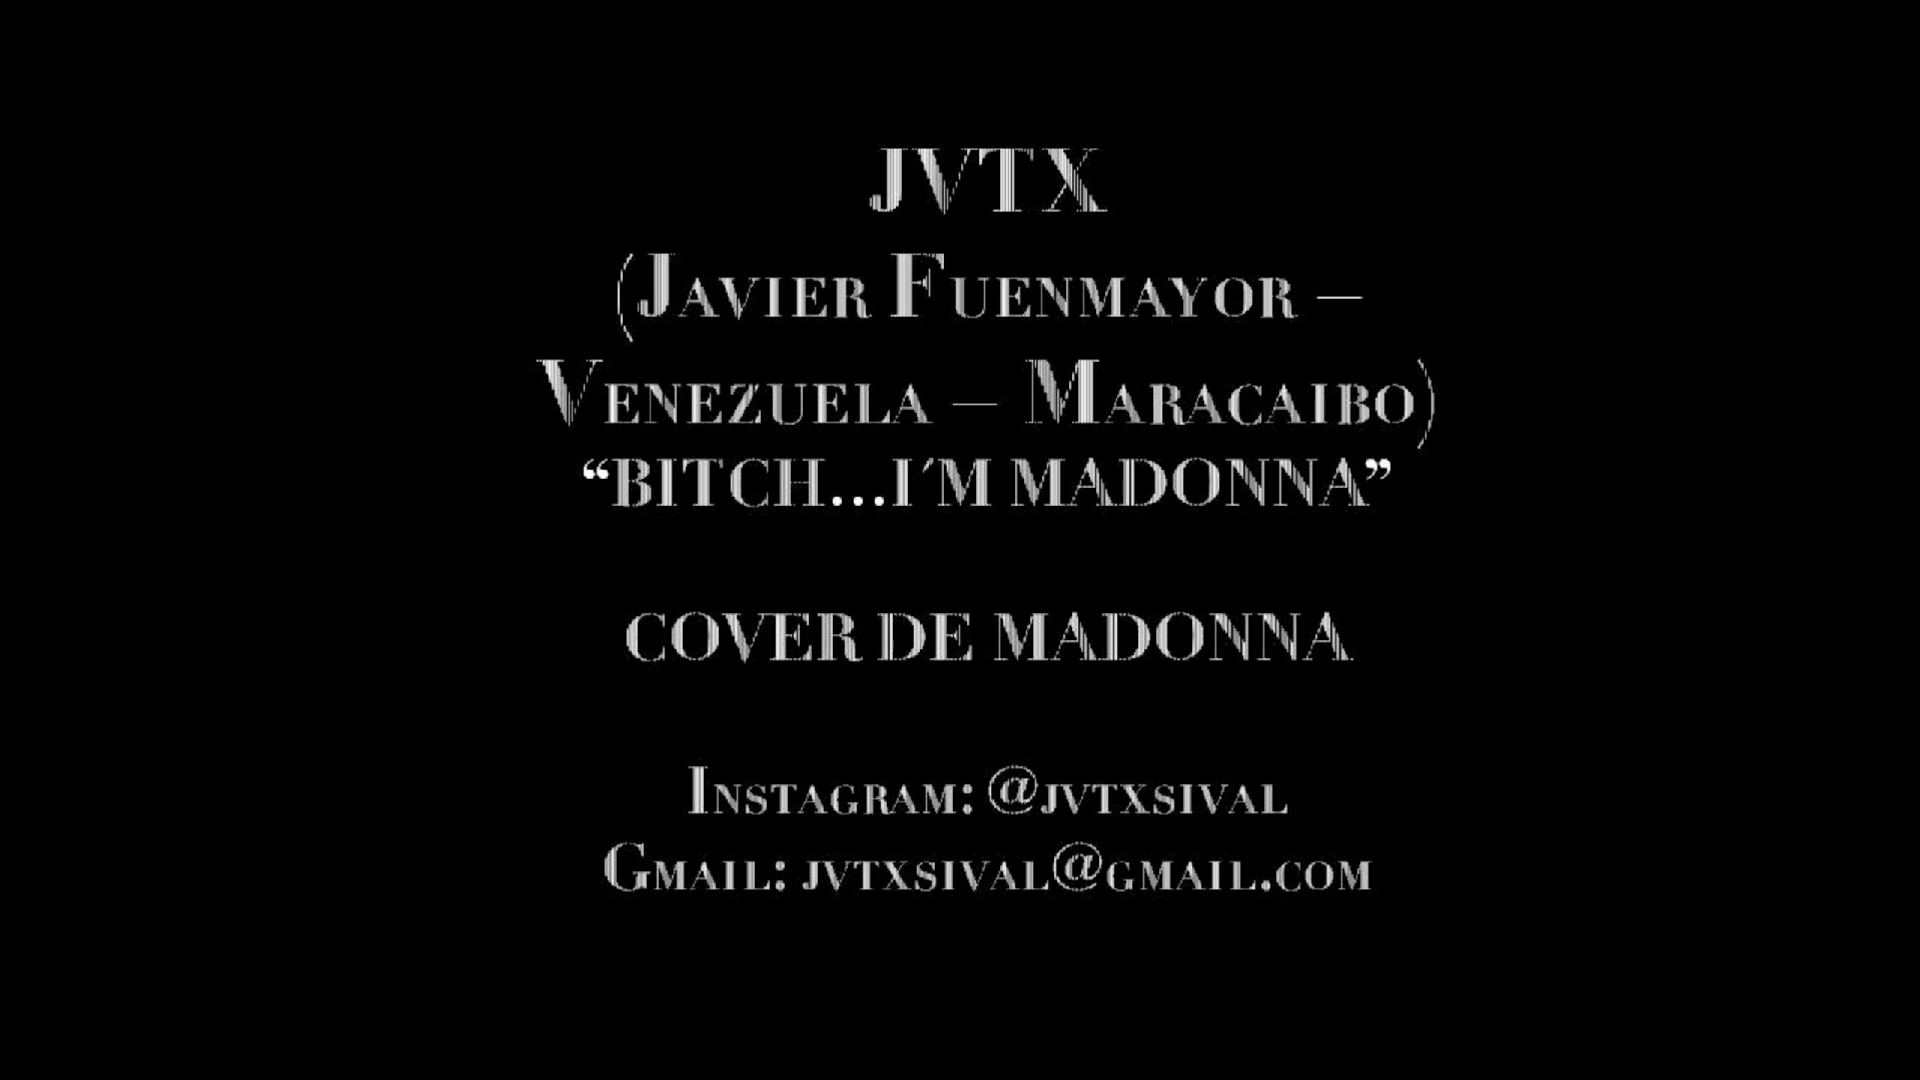 JVTX
(Javier Fuenmayor –
Venezuela – Maracaibo)
“BITCH...I´M MADONNA”
COVER DE MADONNA
Instagram: @jvtxsival
Gmail: jvtxsival@gmail.com